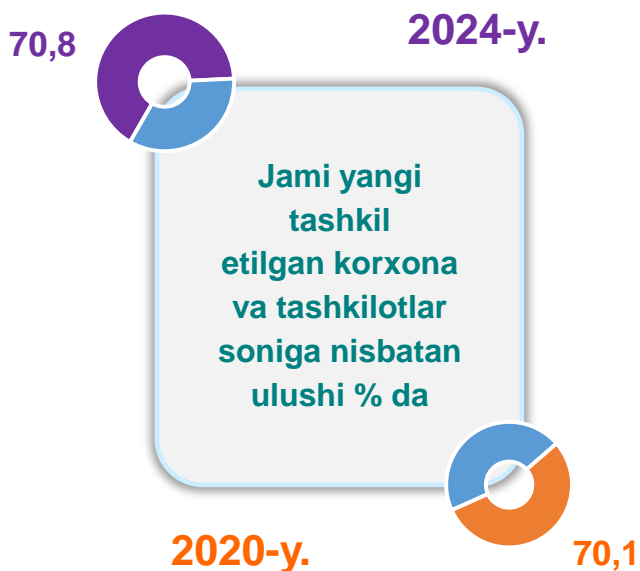 70,8
2024-y.
Jami yangi
tashkil
etilgan korxona
va tashkilotlar
soniga nisbatan
ulushi % da
2020-y.
70,1